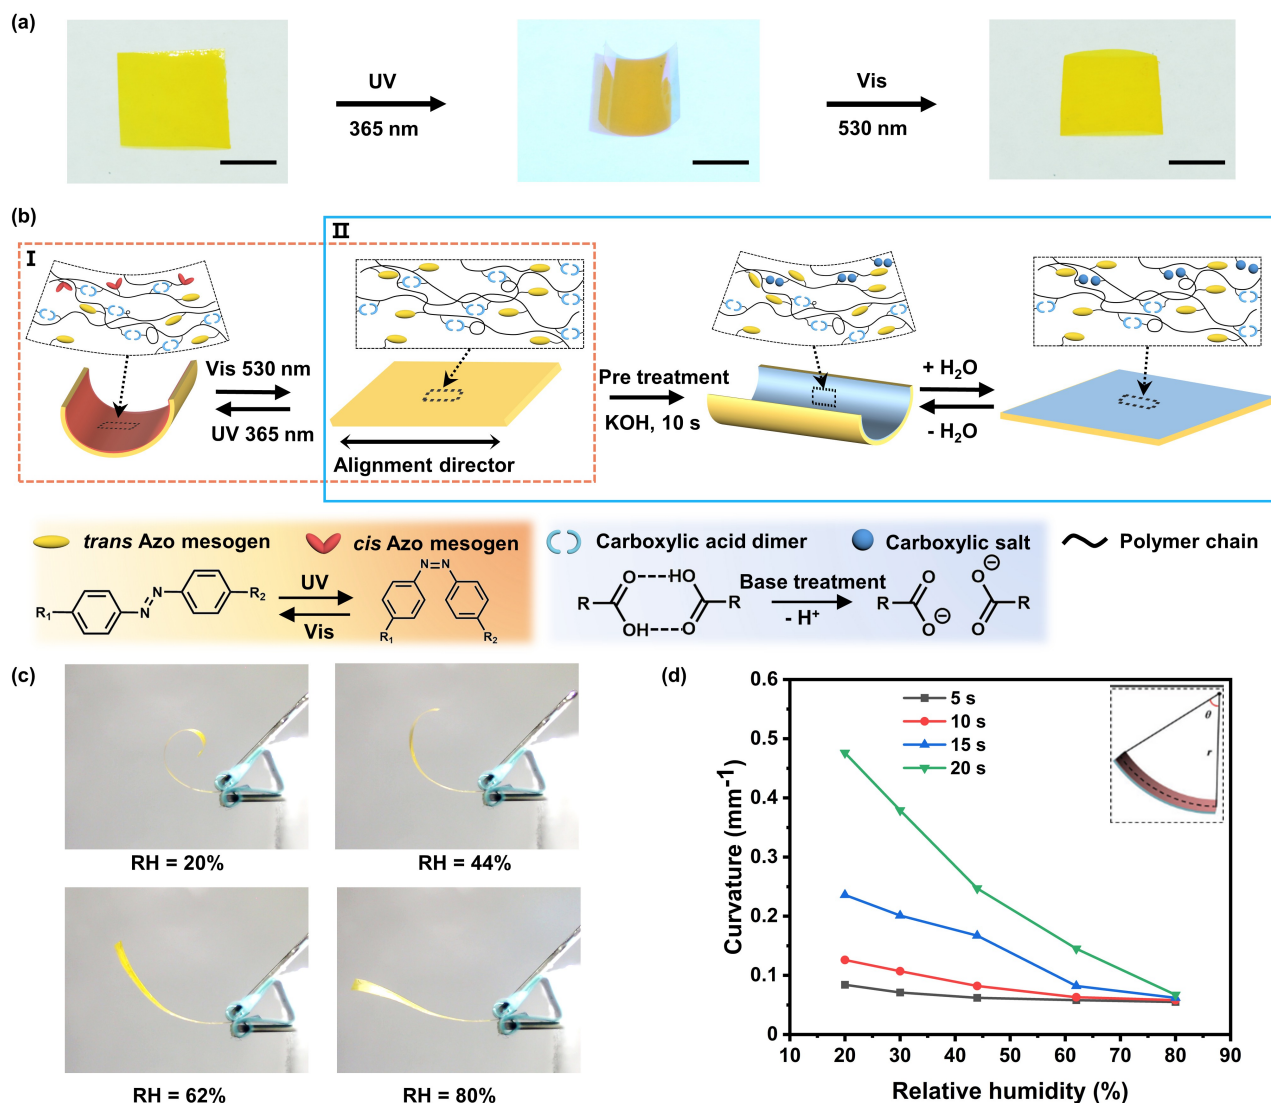 (a)
UV
365 nm
Vis
530 nm
(b)
I
II
Vis 530 nm
UV 365 nm
Alignment director
Pre treatment
KOH, 10 s
+ H₂O
- H₂O
trans Azo mesogen
cis Azo mesogen
Carboxylic acid dimer
Carboxylic salt
Polymer chain
R₁
N
N
R₂
UV
Vis
N=N
R₁
R₂
R
O
HO
OH
O
R
Base treatment
- H⁺
R
O
O
⊖
⊖
O
O
R
(c)
RH = 20%
RH = 44%
RH = 62%
RH = 80%
(d)
Curvature (mm⁻¹)
0.6
0.5
0.4
0.3
0.2
0.1
0
5 s
10 s
15 s
20 s
θ
r
10 20 30 40 50 60 70 80 90
Relative humidity (%)